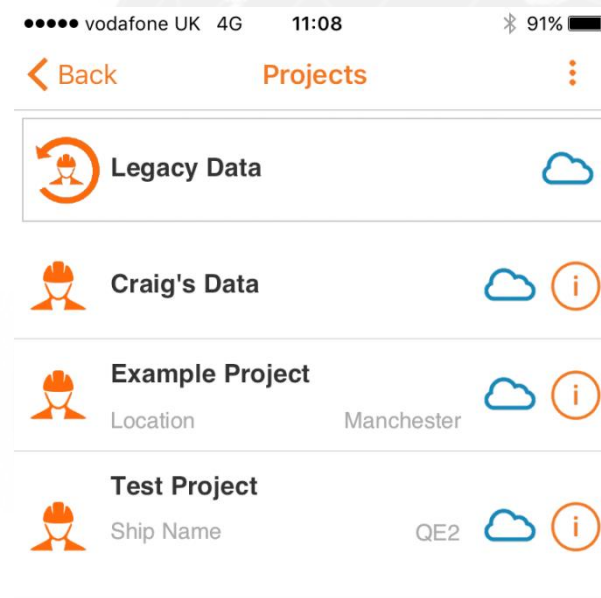 vodafone UK 4G 11:08 91%
Back Projects
Legacy Data
Craig's Data
i
Example Project
Location Manchester
i
Test Project
Ship Name QE2
i